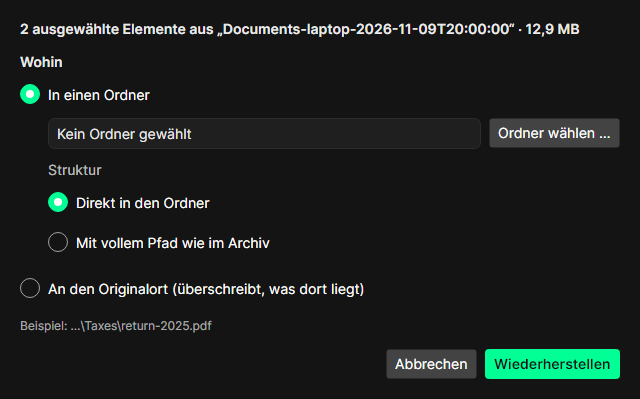 2 ausgewählte Elemente aus „Documents-laptop-2026-11-09T20:00:00“ · 12,9 MB
Wohin
In einen Ordner
Kein Ordner gewählt
Ordner wählen ...
Struktur
Direkt in den Ordner
Mit vollem Pfad wie im Archiv
An den Originalort (überschreibt, was dort liegt)
Beispiel: ...\Taxes\return-2025.pdf
Abbrechen
Wiederherstellen